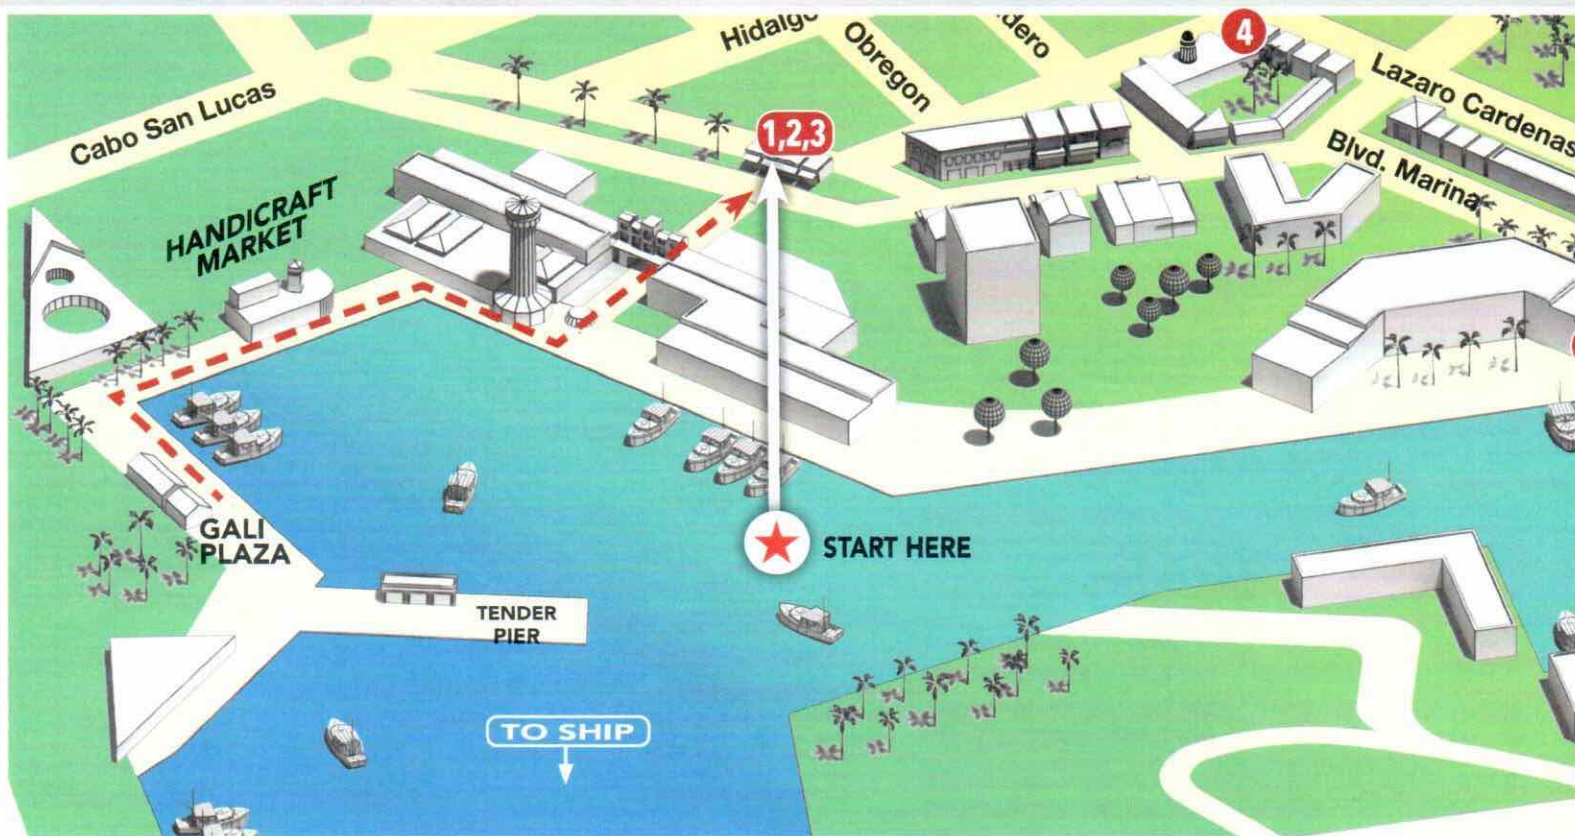 Hidalgo
Obregon
4
Lazaro Cardenas
Cabo San Lucas
1,2,3
Blvd. Marina
HANDICRAFT
MARKET
GALI
PLAZA
START HERE
TENDER
PIER
TO SHIP